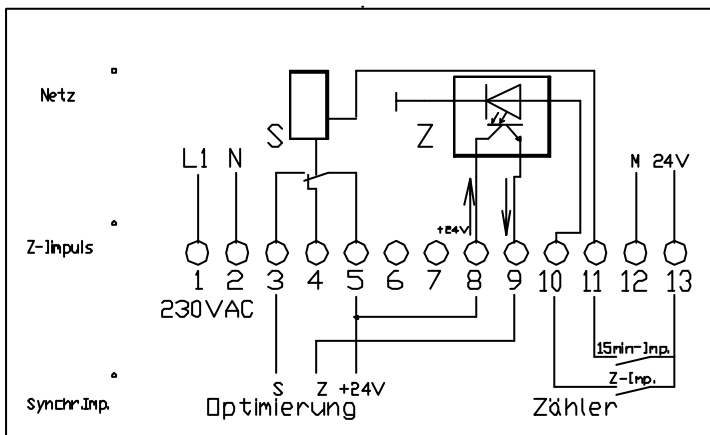 Netz
S
Z
L1 N
M 24V
+24V
Z-Impuls
1 2 3 4 5 6 7 8 9 10 11 12 13
230VAC
15min-Imp.
Z-Imp.
S Z +24V
Synchr.Imp.
Optimierung
Zähler